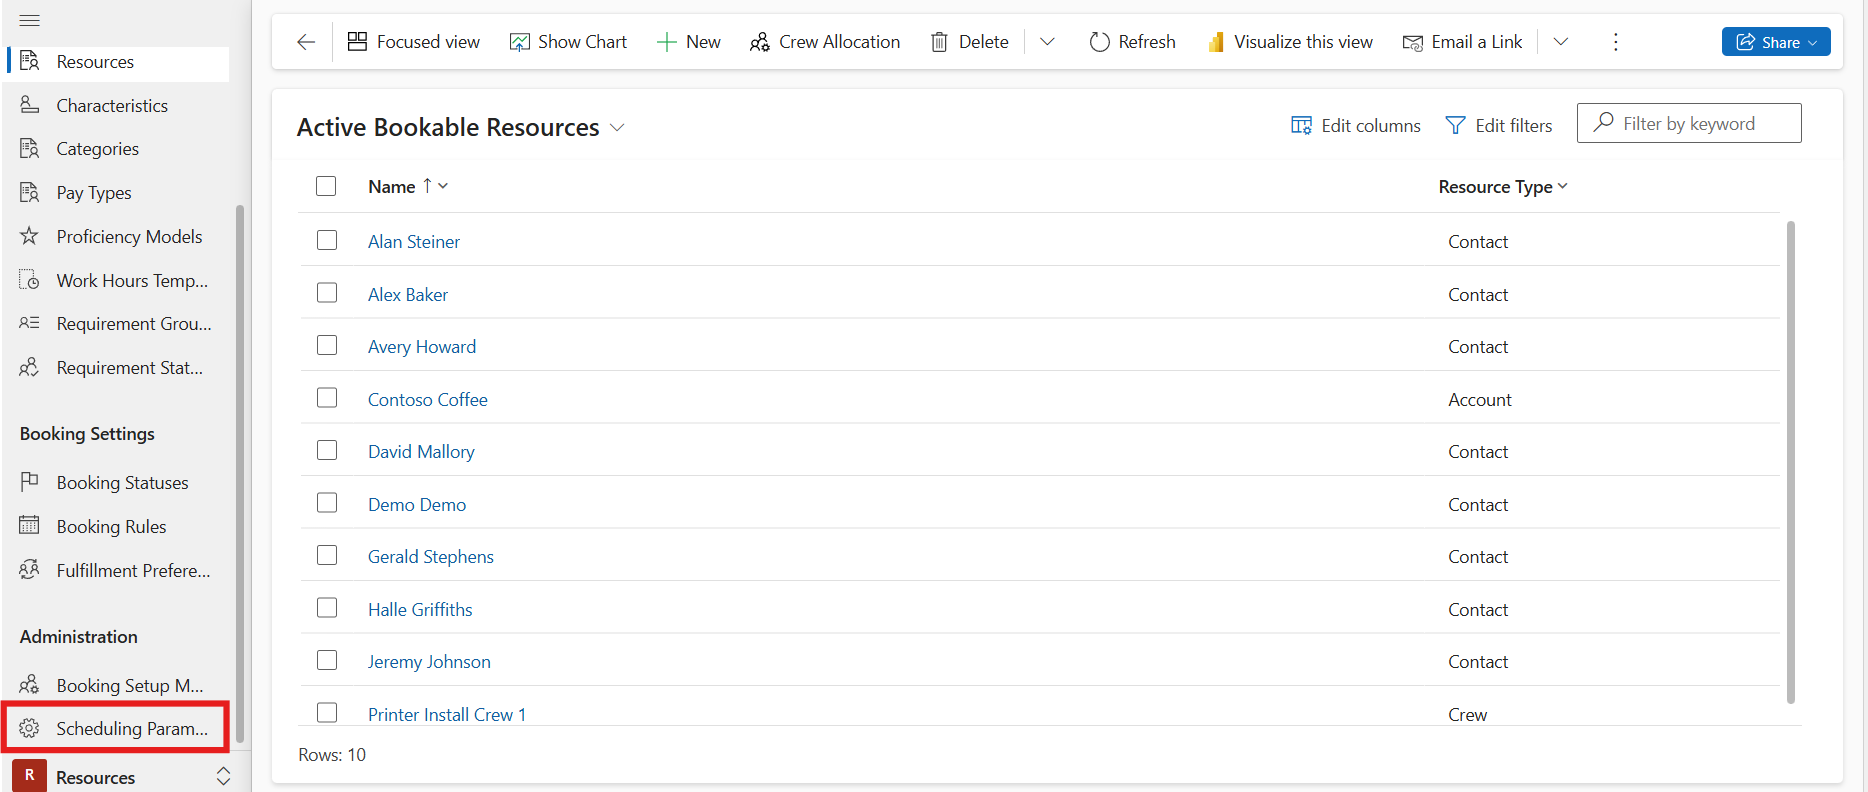 Resources
Characteristics
Categories
Pay Types
Proficiency Models
Work Hours Temp...
Requirement Grou...
Requirement Stat...
Booking Settings
Booking Statuses
Booking Rules
Fulfillment Prefere...
Administration
Booking Setup M...
Scheduling Param...
R Resources
Focused view Show Chart New Crew Allocation Delete Refresh Visualize this view Email a Link Share
Active Bookable Resources Edit columns Edit filters Filter by keyword
Name Resource Type
Alan Steiner Contact
Alex Baker Contact
Avery Howard Contact
Contoso Coffee Account
David Mallory Contact
Demo Demo Contact
Gerald Stephens Contact
Halle Griffiths Contact
Jeremy Johnson Contact
Printer Install Crew 1 Crew
Rows: 10